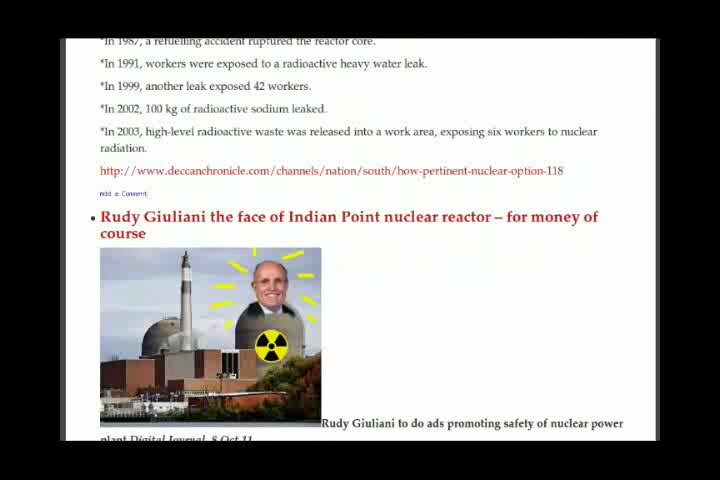 *In 1987, a refuelling accident ruptured the reactor core.
*In 1991, workers were exposed to a radioactive heavy water leak.
*In 1999, another leak exposed 42 workers.
*In 2002, 100 kg of radioactive sodium leaked.
*In 2003, high-level radioactive waste was released into a work area, exposing six workers to nuclear
radiation.
http://www.deccanchronicle.com/channels/nation/south/how-pertinent-nuclear-option-118
Add a Comment
• Rudy Giuliani the face of Indian Point nuclear reactor – for money of
course
Rudy Giuliani to do ads promoting safety of nuclear power
plant Digital Journal, 8 Oct 11